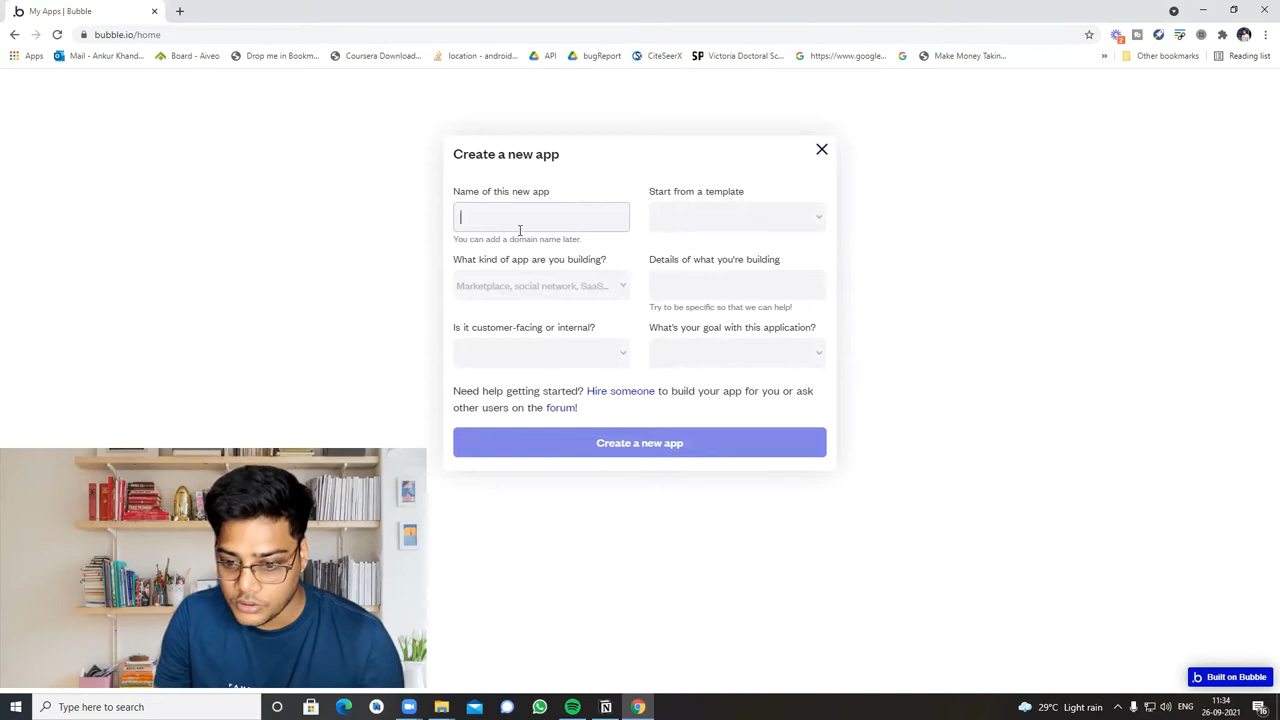 My Apps | Bubble
bubble.io/home
Apps
Mail - Ankur Khand...
Board - Aiveo
Drop me in Bookm...
Coursera Download...
location - android...
API
bugReport
CiteSeerX
SP Victoria Doctoral Sc...
https://www.google...
Make Money Takin...
Other bookmarks
Reading list
Create a new app
Name of this new app
Start from a template
You can add a domain name later.
What kind of app are you building?
Details of what you're building
Marketplace, social network, SaaS...
Try to be specific so that we can help!
Is it customer-facing or internal?
What's your goal with this application?
Need help getting started? Hire someone to build your app for you or ask
other users on the forum!
Create a new app
Built on Bubble
Type here to search
29°C Light rain
ENG
11:34
26-09-2021